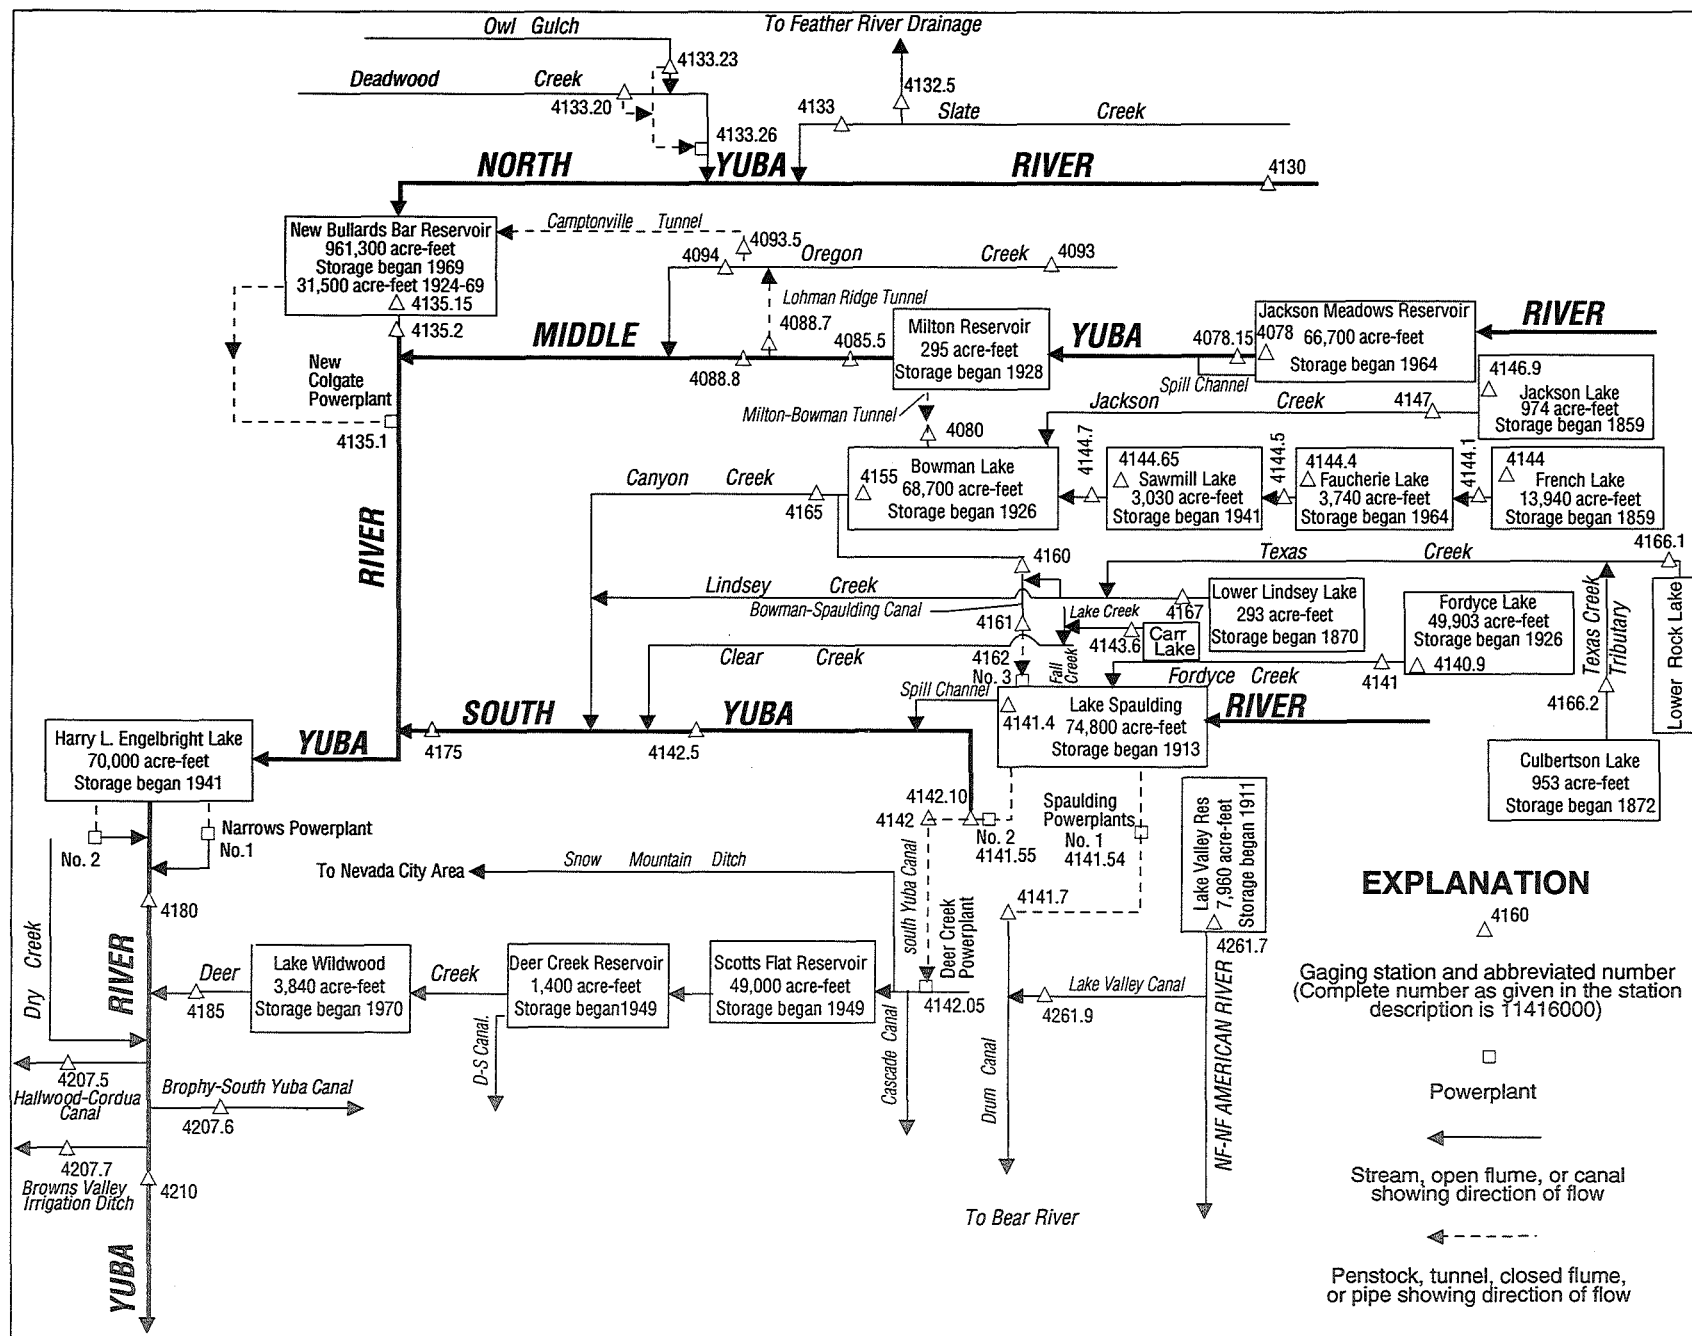 Owl Gulch
To Feather River Drainage
4133.23
Deadwood Creek
4133.20
4132.5
4133
Slate Creek
4133.26
NORTH YUBA RIVER
4130
New Bullards Bar Reservoir
961,300 acre-feet
Storage began 1969
31,500 acre-feet 1924-69
4135.15
4135.2
Camptonville Tunnel
4093.5
4094
Oregon Creek
4093
Lohman Ridge Tunnel
4088.7
MIDDLE YUBA RIVER
4088.8
4085.5
Milton Reservoir
295 acre-feet
Storage began 1928
4078.15
Spill Channel
Jackson Meadows Reservoir
4078
66,700 acre-feet
Storage began 1964
New
Colgate
Powerplant
4135.1
Milton-Bowman Tunnel
4080
Jackson Creek
4147
4146.9
Jackson Lake
974 acre-feet
Storage began 1859
Canyon Creek
4165
4155
Bowman Lake
68,700 acre-feet
Storage began 1926
4144.7
4144.65
Sawmill Lake
3,030 acre-feet
Storage began 1941
4144.5
4144.4
Faucherie Lake
3,740 acre-feet
Storage began 1964
4144.1
4144
French Lake
13,940 acre-feet
Storage began 1859
RIVER
4160
Texas Creek
4166.1
Lindsey Creek
Bowman-Spaulding Canal
4161
Lake Creek
4167
4143.6
Carr
Lake
Lower Lindsey Lake
293 acre-feet
Storage began 1870
Fordyce Lake
49,903 acre-feet
Storage began 1926
4140.9
4141
Texas Creek
Tributary
4166.2
Lower Rock Lake
Clear Creek
4162
No. 3
Fall
Creek
Fordyce Creek
Spill Channel
4141.4
Lake Spaulding
74,800 acre-feet
Storage began 1913
SOUTH YUBA RIVER
4175
4142.5
YUBA
Harry L. Engelbright Lake
70,000 acre-feet
Storage began 1941
Culbertson Lake
953 acre-feet
Storage began 1872
4142.10
4142
No. 2
4141.55
Spaulding
Powerplants
No. 1
4141.54
Lake Valley Res
7,960 acre-feet
Storage began 1911
4261.7
No. 2
Narrows Powerplant
No.1
To Nevada City Area
Snow Mountain Ditch
south Yuba Canal
Deer Creek
Powerplant
4142.05
4141.7
4180
Dry Creek
RIVER
Deer Creek
4185
Lake Wildwood
3,840 acre-feet
Storage began 1970
Deer Creek Reservoir
1,400 acre-feet
Storage began1949
Scotts Flat Reservoir
49,000 acre-feet
Storage began 1949
D-S Canal.
Cascade Canal
Drum Canal
Lake Valley Canal
4261.9
NF-NF AMERICAN RIVER
4207.5
Hallwood-Cordua
Canal
Brophy-South Yuba Canal
4207.6
4207.7
Browns Valley
Irrigation Ditch
4210
YUBA
To Bear River
EXPLANATION
4160
Gaging station and abbreviated number
(Complete number as given in the station
description is 11416000)
Powerplant
Stream, open flume, or canal
showing direction of flow
Penstock, tunnel, closed flume,
or pipe showing direction of flow